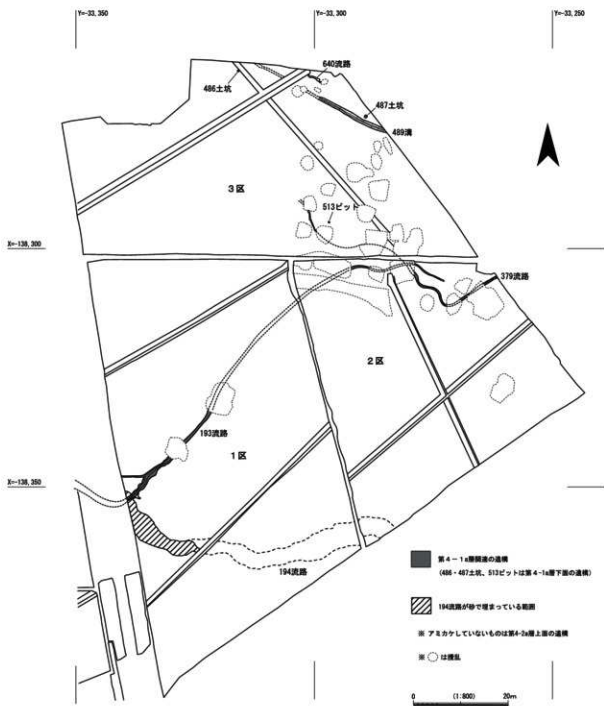 Y=-33, 350
Y=-33, 300
Y=-33, 250
640流路
486土坑
487土坑
489溝
3区
513ピット
X=-138, 300
379流路
2区
193流路
1区
X=-138, 350
194流路
第4-1a層関連の遺構
(486・487土坑、513ピットは第4-1a層下面の遺構)
194流路が砂で埋まっている範囲
※ アミカケしていないものは第4-2a層上面の遺構
※ は攪乱
0 (1:800) 20m